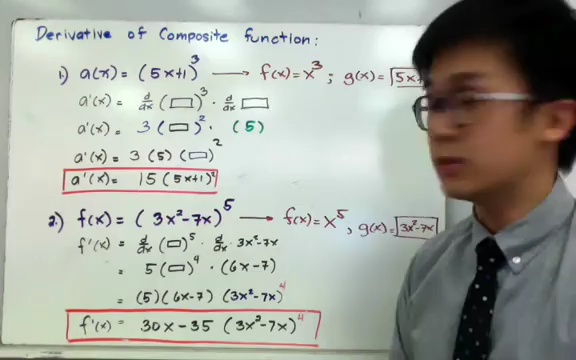 Derivative of Composite function:
1.) a(x) = (5x+1)³ → f(x) = x³ ; g(x) = 5x
a'(x) = d/dx (□)³ · d/dx □
a'(x) = 3 (□)² · (5)
a'(x) = 3 (5) (□)²
a'(x) = 15 (5x+1)²
2.) f(x) = (3x²-7x)⁵ → f(x) = x⁵ ; g(x) = 3x²-7x
f'(x) = d/dx (□)⁵ · d/dx 3x²-7x
= 5 (□)⁴ · (6x-7)
= (5)(6x-7) (3x²-7x)⁴
f'(x) = 30x-35 (3x²-7x)⁴